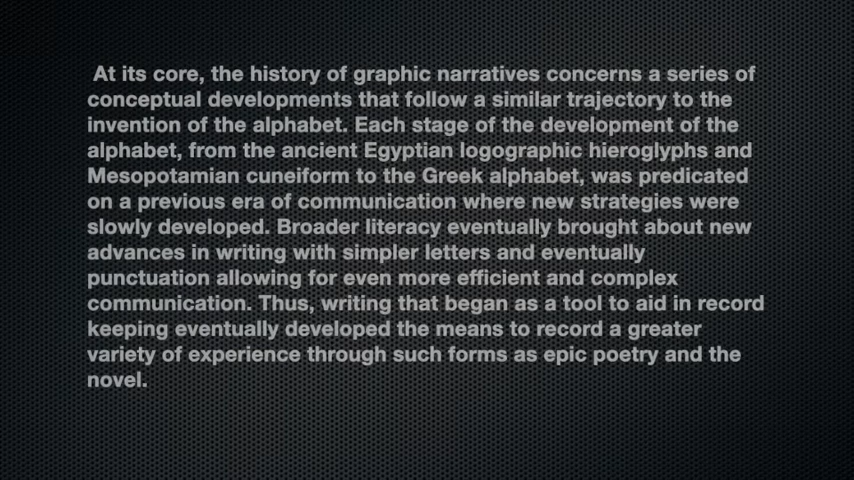 At its core, the history of graphic narratives concerns a series of
conceptual developments that follow a similar trajectory to the
invention of the alphabet. Each stage of the development of the
alphabet, from the ancient Egyptian logographic hieroglyphs and
Mesopotamian cuneiform to the Greek alphabet, was predicated
on a previous era of communication where new strategies were
slowly developed. Broader literacy eventually brought about new
advances in writing with simpler letters and eventually
punctuation allowing for even more efficient and complex
communication. Thus, writing that began as a tool to aid in record
keeping eventually developed the means to record a greater
variety of experience through such forms as epic poetry and the
novel.